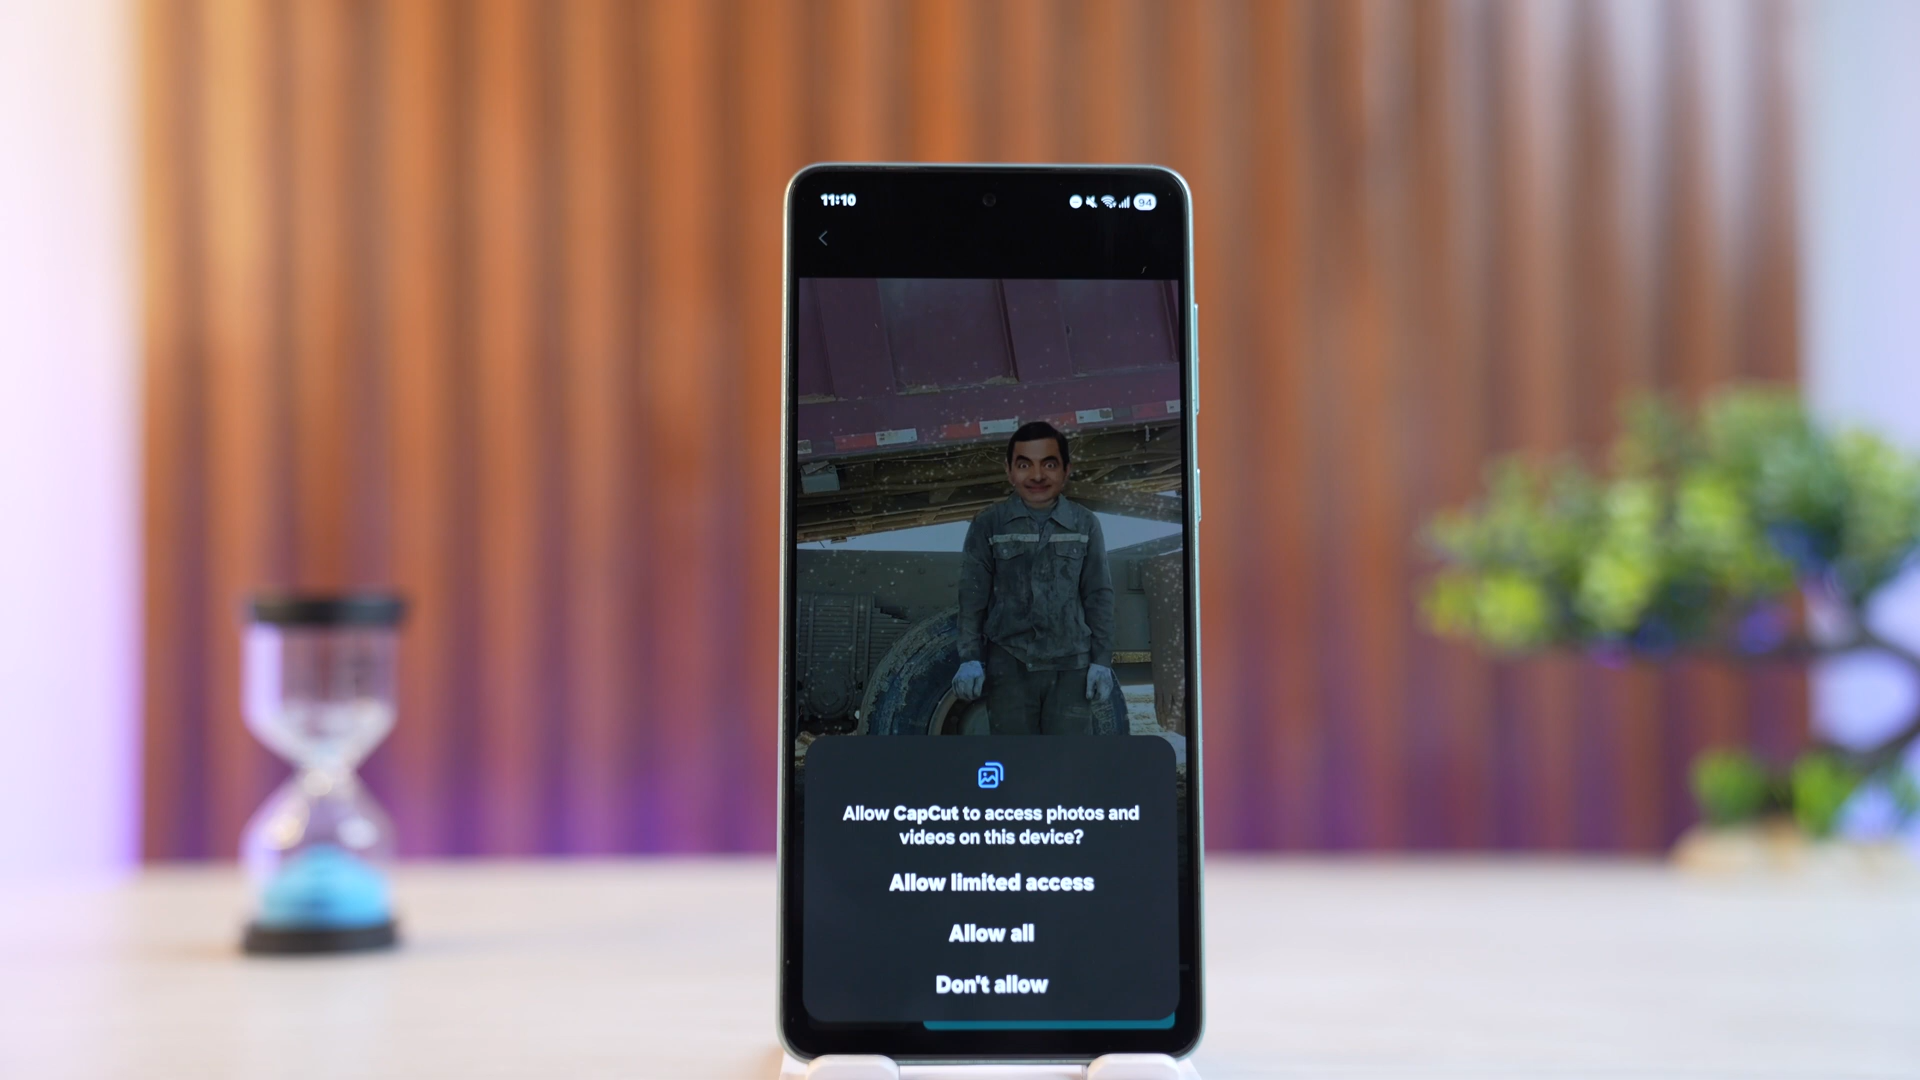 11:10
94
Allow CapCut to access photos and
videos on this device?
Allow limited access
Allow all
Don't allow